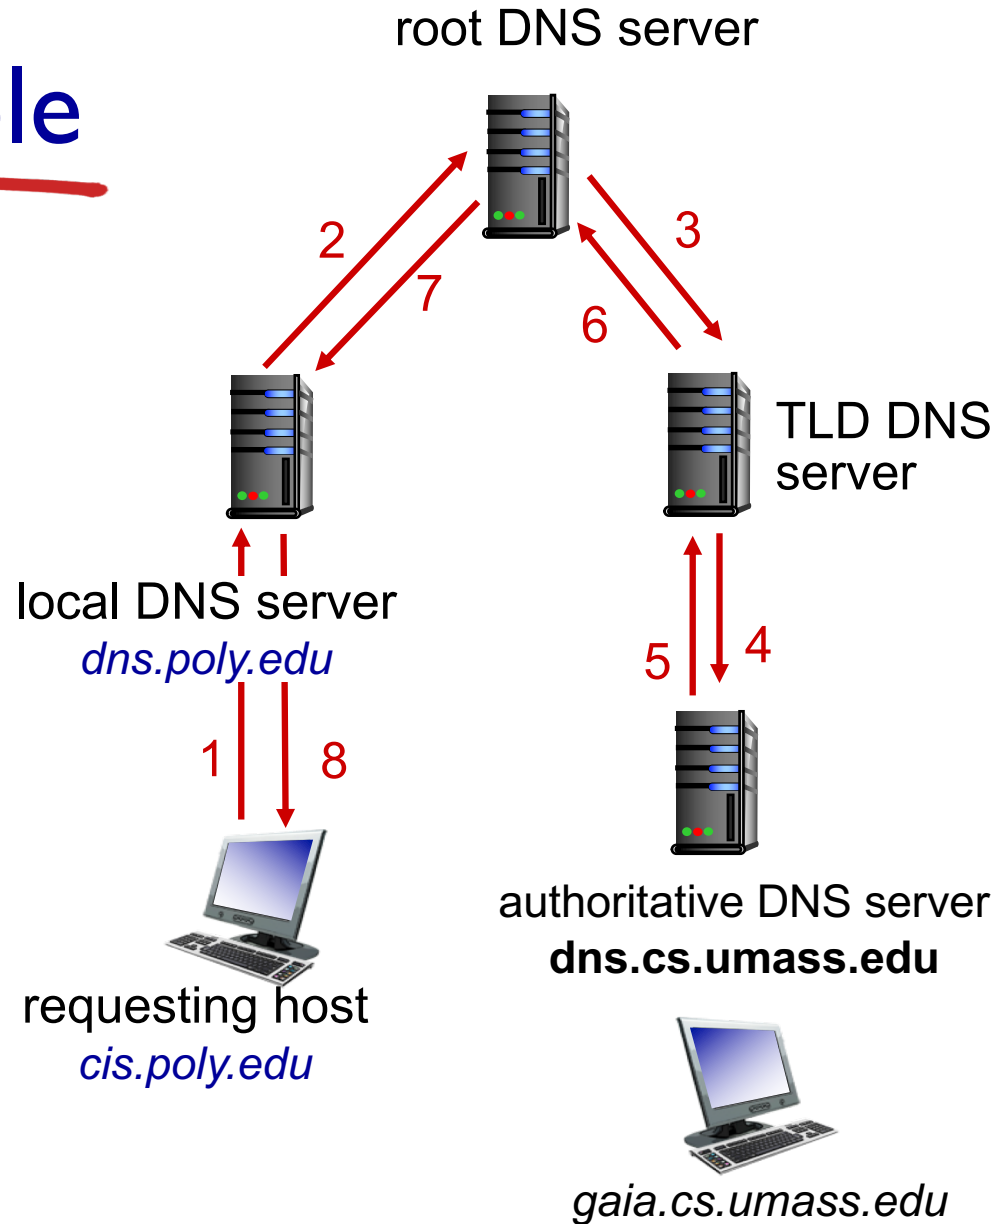 root DNS server
le
2
3
7
6
TLD DNS
server
local DNS server
dns.poly.edu
5
4
1
8
authoritative DNS server
dns.cs.umass.edu
requesting host
cis.poly.edu
gaia.cs.umass.edu